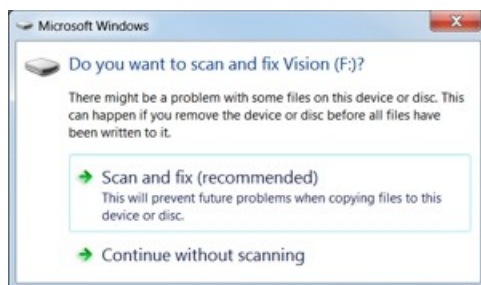 Microsoft Windows
Do you want to scan and fix Vision (F:)?
There might be a problem with some files on this device or disc. This
can happen if you remove the device or disc before all files have
been written to it.
Scan and fix (recommended)
This will prevent future problems when copying files to this
device or disc.
Continue without scanning